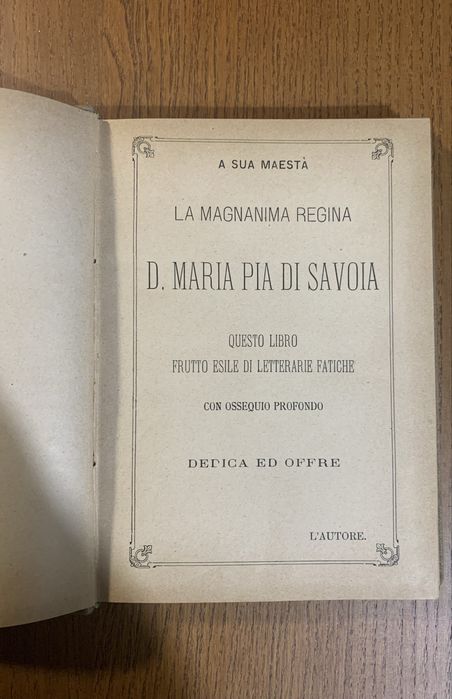 A SUA MAESTÀ
LA MAGNANIMA REGINA
D. MARIA PIA DI SAVOIA
QUESTO LIBRO
FRUTTO ESILE DI LETTERARIE FATICHE
CON OSSEQUIO PROFONDO
DEDICA ED OFFRE
L'AUTORE.